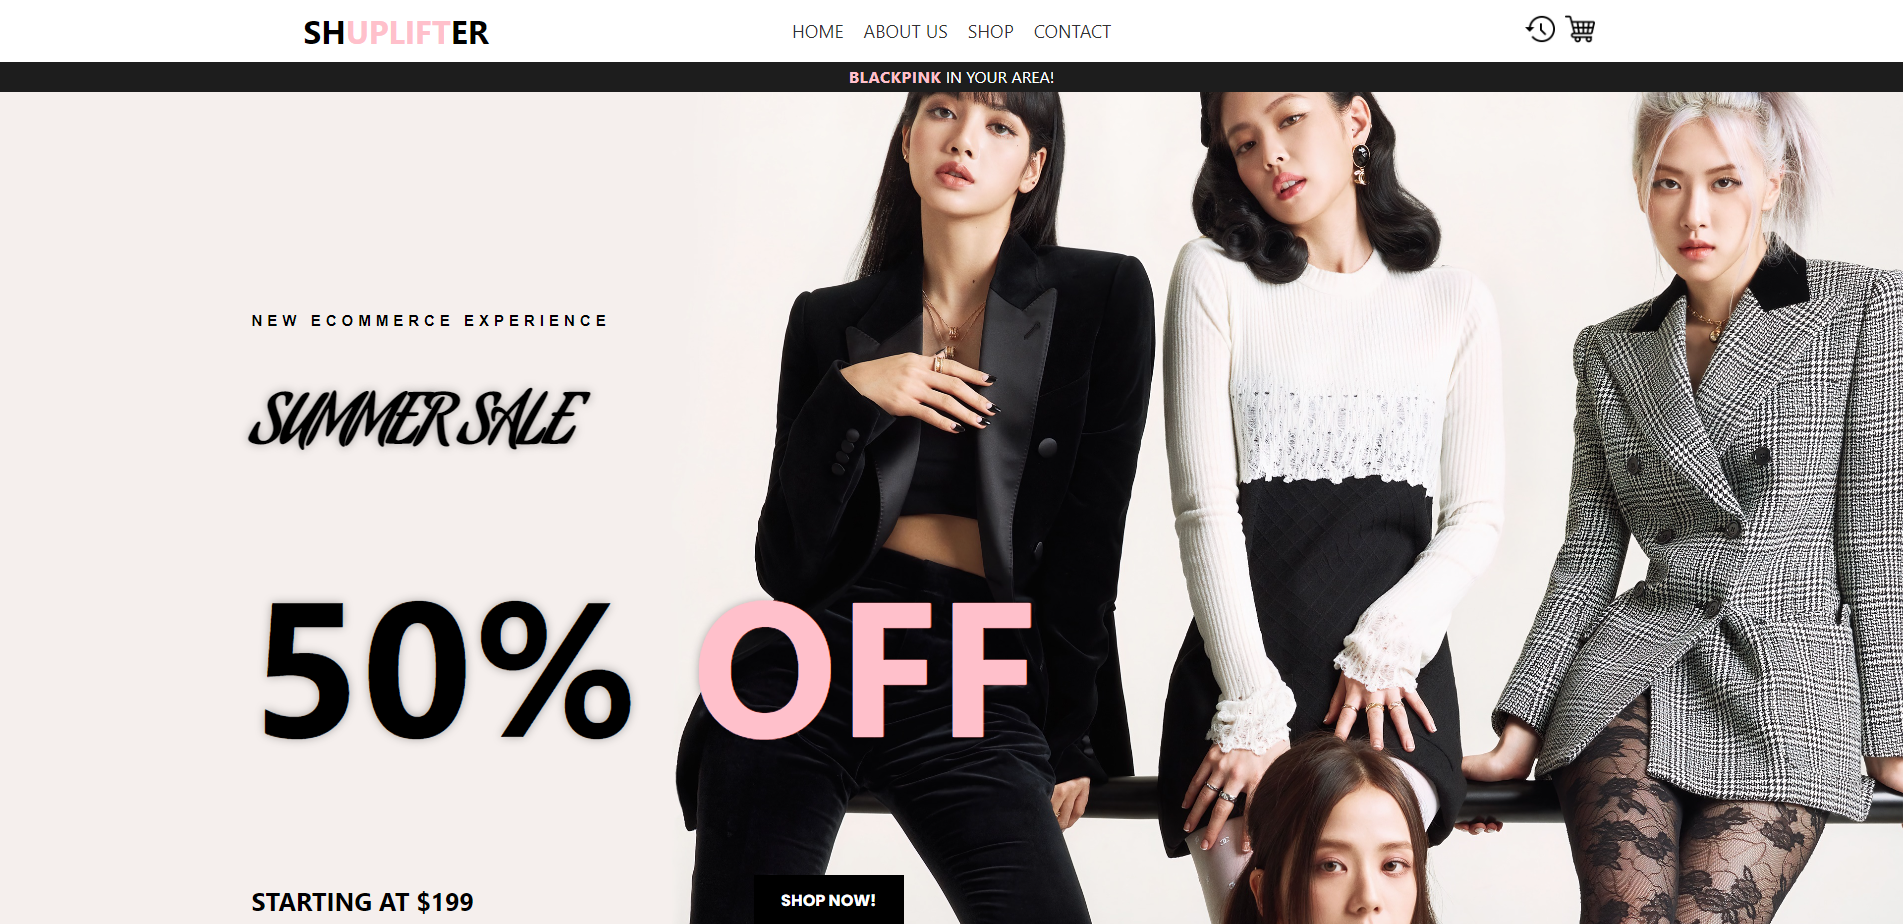 SHUPLIFTER
HOME ABOUT US SHOP CONTACT
BLACKPINK IN YOUR AREA!
NEW ECOMMERCE EXPERIENCE
SUMMER SALE
50% OFF
STARTING AT $199
SHOP NOW!